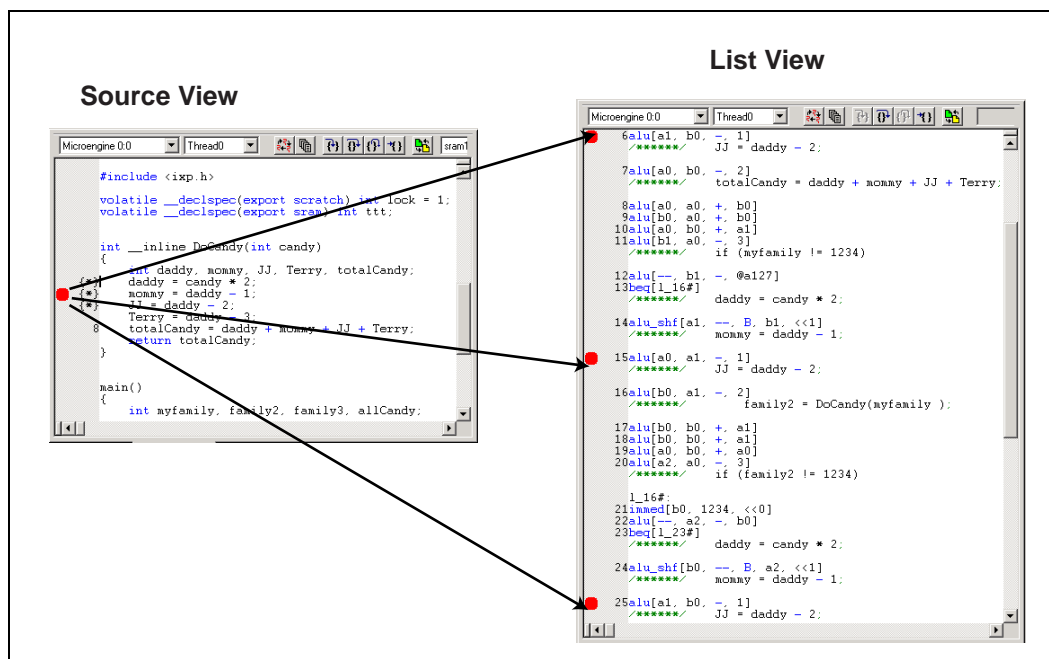 List View
Source View
Microengine 0:0 Thread0 sram1
#include <ixp.h>
volatile __declspec(export scratch) int lock = 1;
volatile __declspec(export sram) int ttt;
int __inline DoCandy(int candy)
{
int daddy, mommy, JJ, Terry, totalCandy;
{*} daddy = candy * 2;
{*} mommy = daddy - 1;
{*} JJ = daddy - 2;
Terry = daddy - 3;
8 totalCandy = daddy + mommy + JJ + Terry;
return totalCandy;
}
main()
{
int myfamily, family2, family3, allCandy;
Microengine 0:0 Thread0
6alu[a1, b0, -, 1]
/******/ JJ = daddy - 2;
7alu[a0, b0, -, 2]
/******/ totalCandy = daddy + mommy + JJ + Terry;
8alu[a0, a0, +, b0]
9alu[b0, a0, +, b0]
10alu[a0, b0, +, a1]
11alu[b1, a0, -, 3]
/******/ if (myfamily != 1234)
12alu[--, b1, -, @a127]
13beq[l_16#]
/******/ daddy = candy * 2;
14alu_shf[a1, --, B, b1, <<1]
/******/ mommy = daddy - 1;
15alu[a0, a1, -, 1]
/******/ JJ = daddy - 2;
16alu[b0, a1, -, 2]
/******/ family2 = DoCandy(myfamily );
17alu[b0, b0, +, a1]
18alu[b0, b0, +, a1]
19alu[a0, b0, +, a0]
20alu[a2, a0, -, 3]
/******/ if (family2 != 1234)
l_16#:
21immed[b0, 1234, <<0]
22alu[--, a2, -, b0]
23beq[l_23#]
/******/ daddy = candy * 2;
24alu_shf[b0, --, B, a2, <<1]
/******/ mommy = daddy - 1;
25alu[a1, b0, -, 1]
/******/ JJ = daddy - 2;